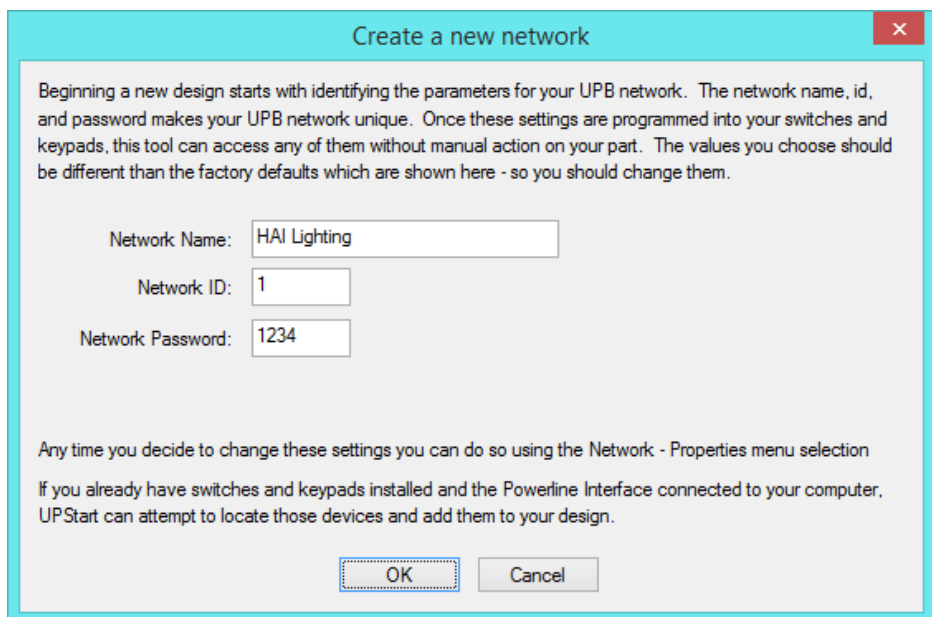 Create a new network
Beginning a new design starts with identifying the parameters for your UPB network. The network name, id,
and password makes your UPB network unique. Once these settings are programmed into your switches and
keypads, this tool can access any of them without manual action on your part. The values you choose should
be different than the factory defaults which are shown here - so you should change them.
Network Name: HAI Lighting
Network ID: 1
Network Password: 1234
Any time you decide to change these settings you can do so using the Network - Properties menu selection
If you already have switches and keypads installed and the Powerline Interface connected to your computer,
UPStart can attempt to locate those devices and add them to your design.
OK Cancel